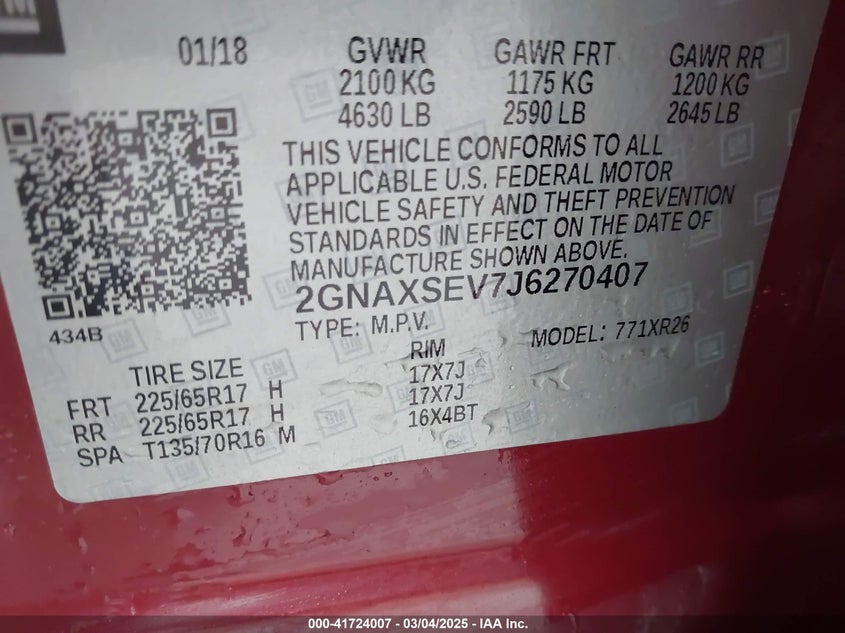 GM
01/18 GVWR GAWR FRT GAWR RR
2100 KG 1175 KG 1200 KG
4630 LB 2590 LB 2645 LB
THIS VEHICLE CONFORMS TO ALL
APPLICABLE U.S. FEDERAL MOTOR
VEHICLE SAFETY AND THEFT PREVENTION
STANDARDS IN EFFECT ON THE DATE OF
MANUFACTURE SHOWN ABOVE.
2GNAXSEV7J6270407
434B
TYPE: M.P.V. MODEL: 771XR26
TIRE SIZE RIM
FRT 225/65R17 H 17X7J
RR 225/65R17 H 17X7J
SPA T135/70R16 M 16X4BT
000-41724007 - 03/04/2025 - IAA Inc.